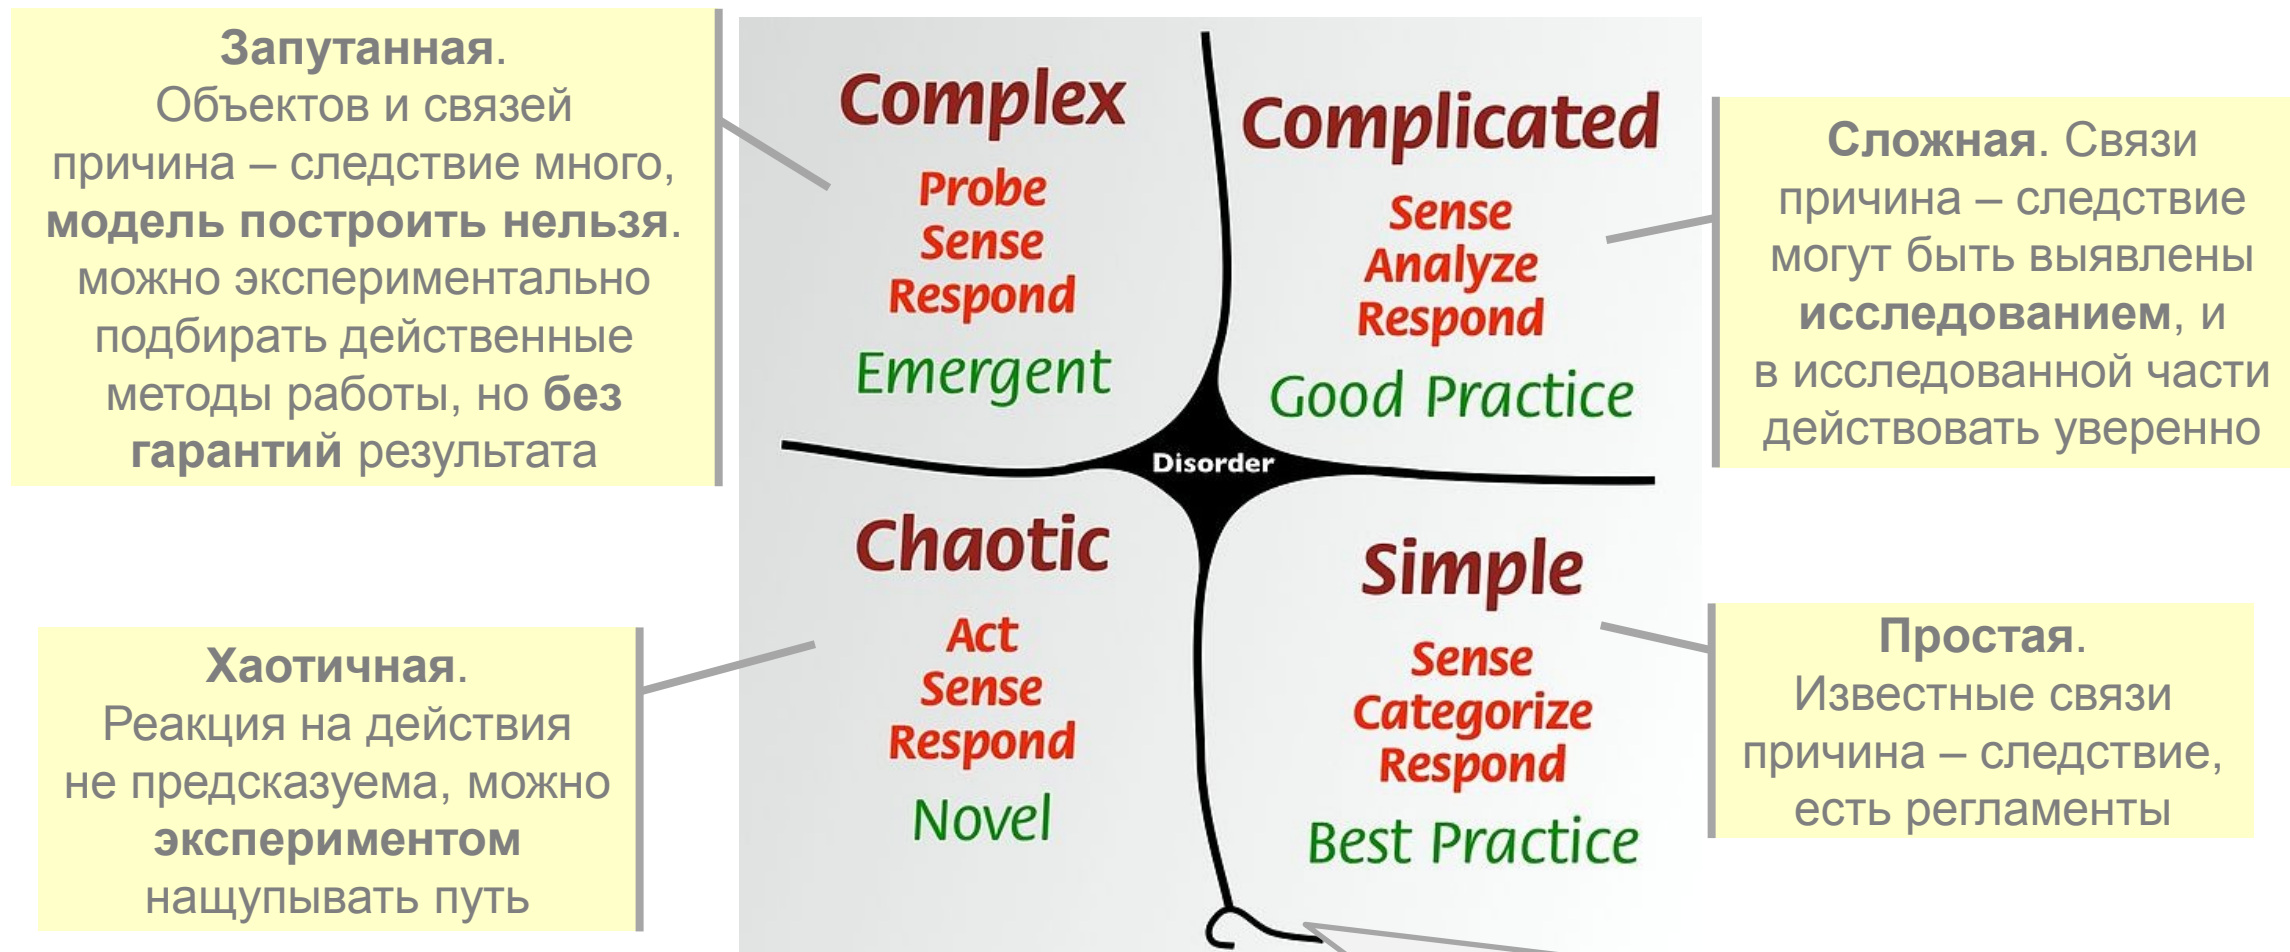 Запутанная.
Объектов и связей
причина – следствие много,
модель построить нельзя.
можно экспериментально
подбирать действенные
методы работы, но без
гарантий результата
Complex
Probe
Sense
Respond
Emergent
Complicated
Sense
Analyze
Respond
Good Practice
Сложная. Связи
причина – следствие
могут быть выявлены
исследованием, и
в исследованной части
действовать уверенно
Disorder
Хаотичная.
Реакция на действия
не предсказуема, можно
экспериментом
нащупывать путь
Chaotic
Act
Sense
Respond
Novel
Simple
Sense
Categorize
Respond
Best Practice
Простая.
Известные связи
причина – следствие,
есть регламенты